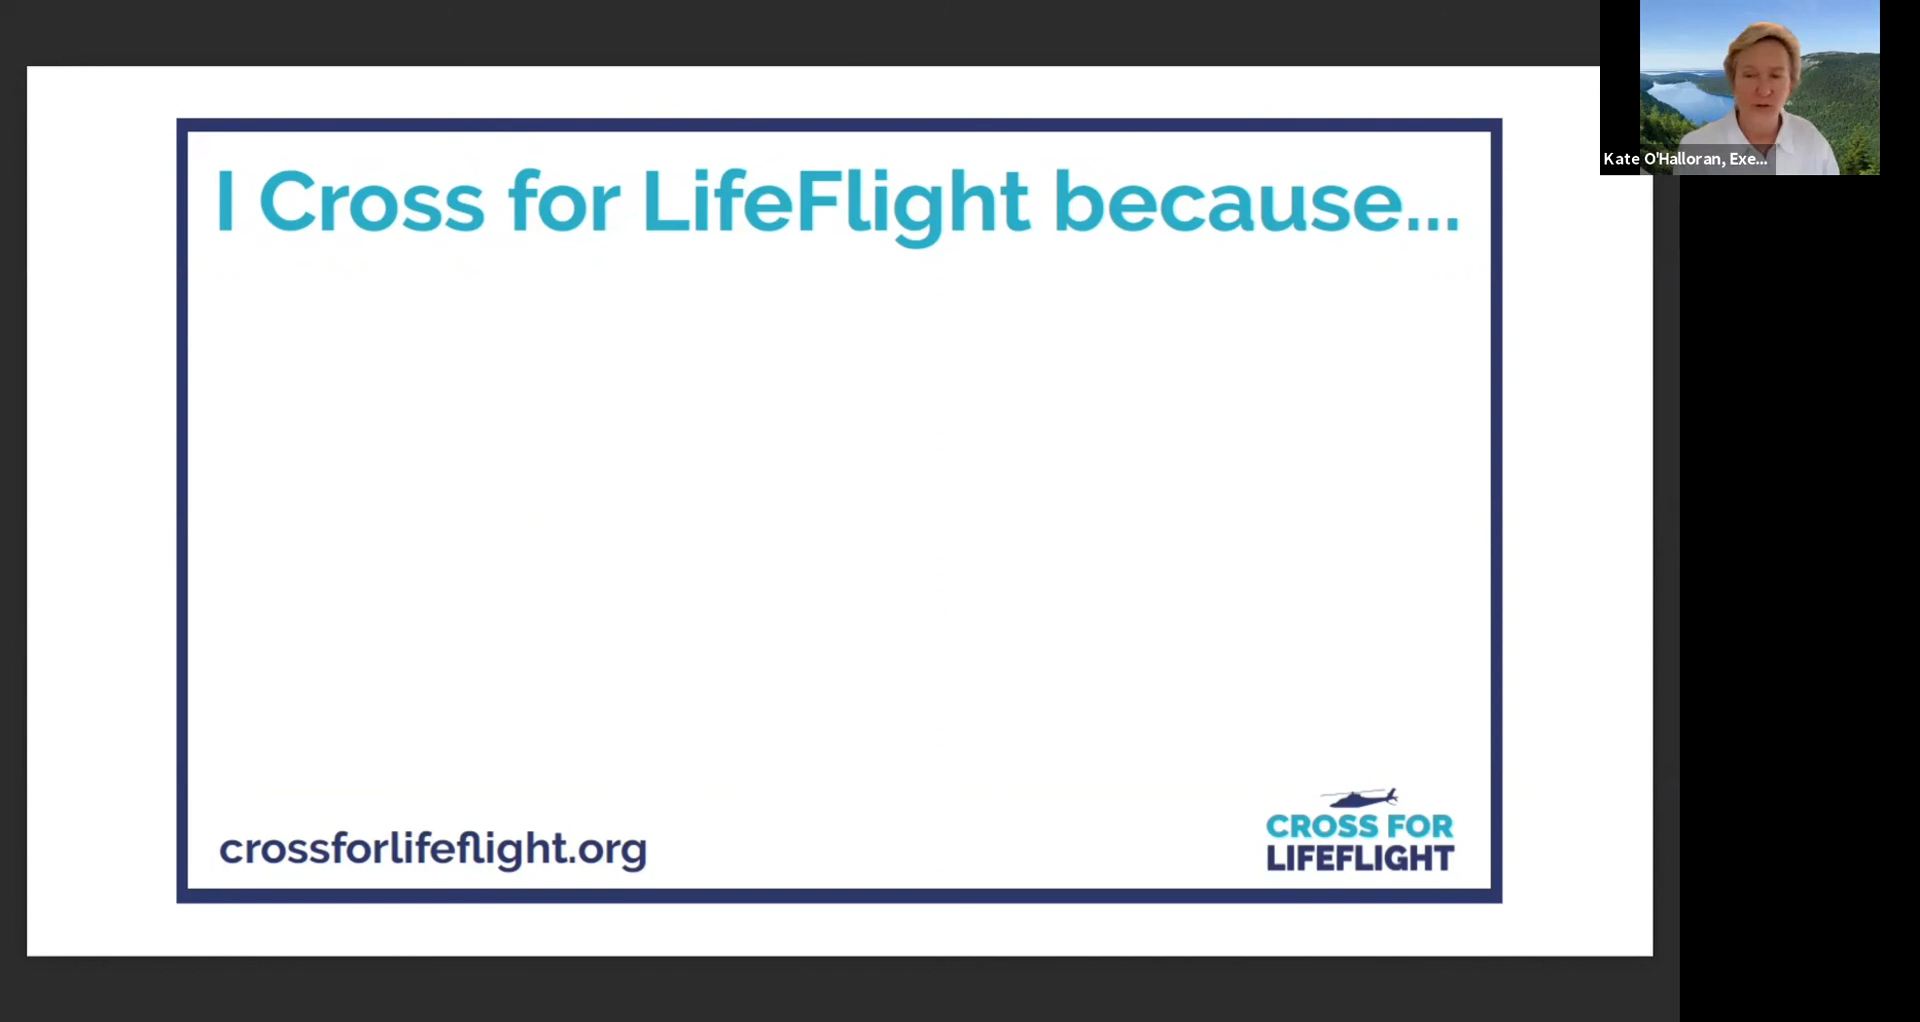 I Cross for LifeFlight because...
crossforlifeflight.org
CROSS FOR
LIFEFLIGHT
Kate O'Halloran, Exe...